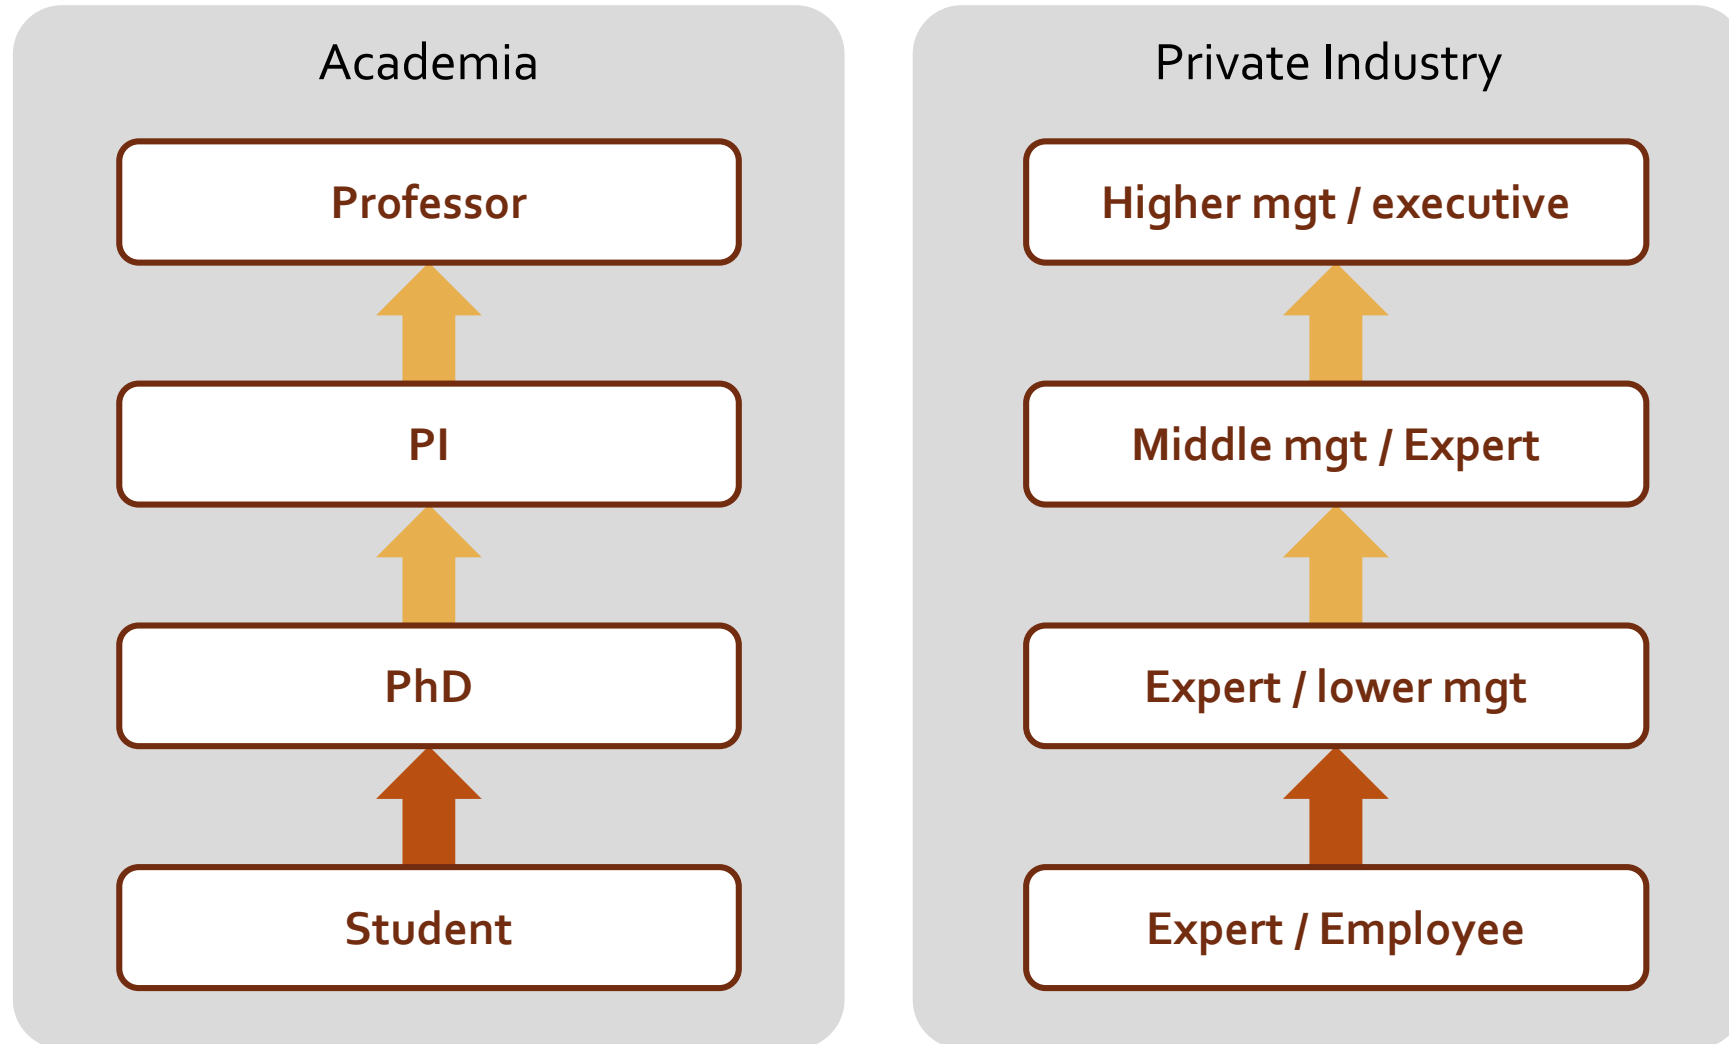 Academia
Professor
PI
PhD
Student
Private Industry
Higher mgt / executive
Middle mgt / Expert
Expert / lower mgt
Expert / Employee